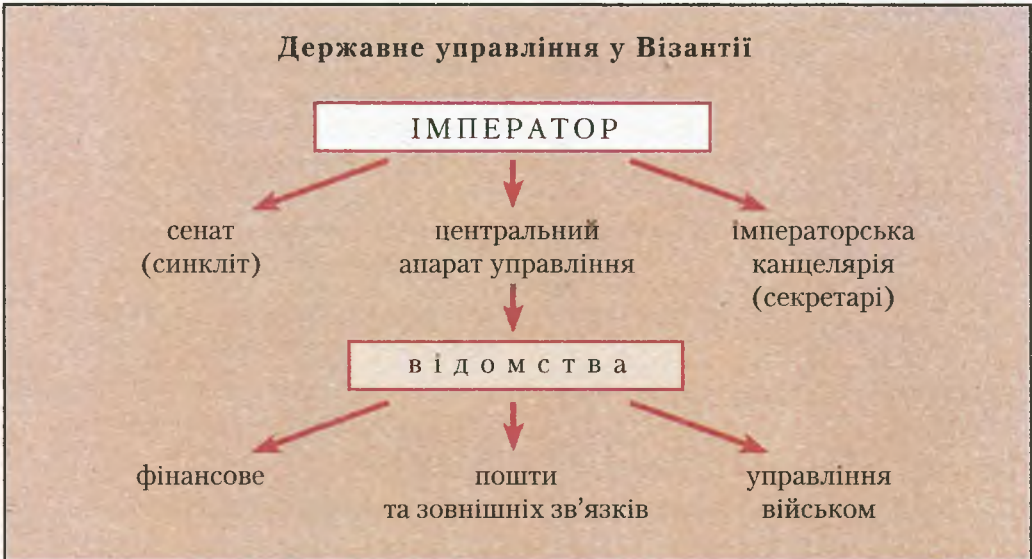 Державне управління у Візантії
ІМПЕРАТОР
сенат
(синкліт)
центральний
апарат управління
імператорська
канцелярія
(секретарі)
відомства
фінансове
пошти
та зовнішніх зв’язків
управління
військом